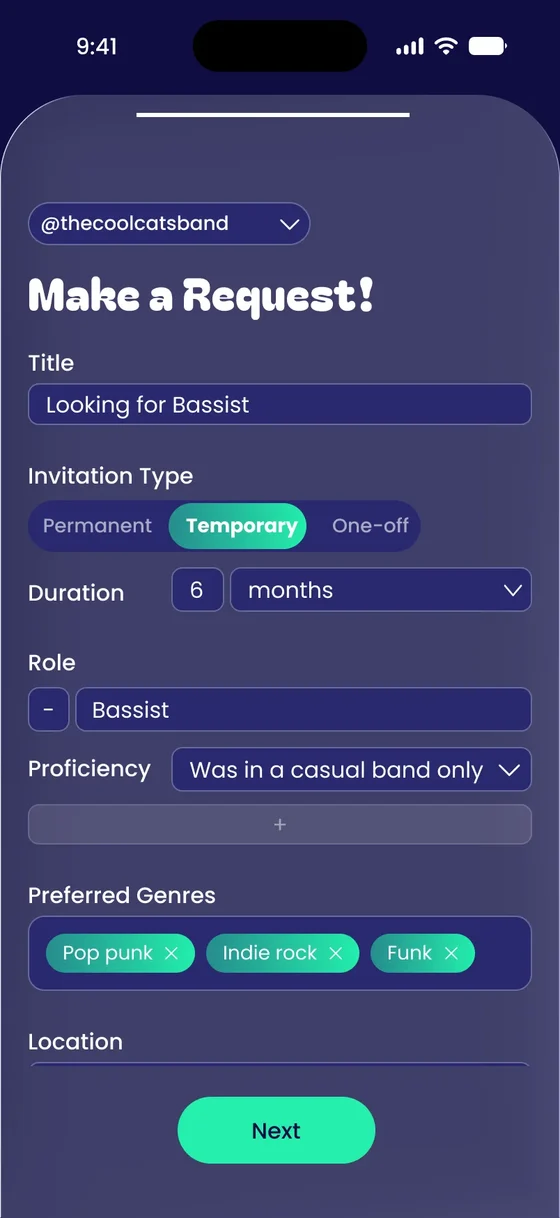 9:41
@thecoolcatsband
Make a Request!
Title
Looking for Bassist
Invitation Type
Permanent Temporary One-off
Duration 6 months
Role
- Bassist
Proficiency Was in a casual band only
+
Preferred Genres
Pop punk Indie rock Funk
Location
Next